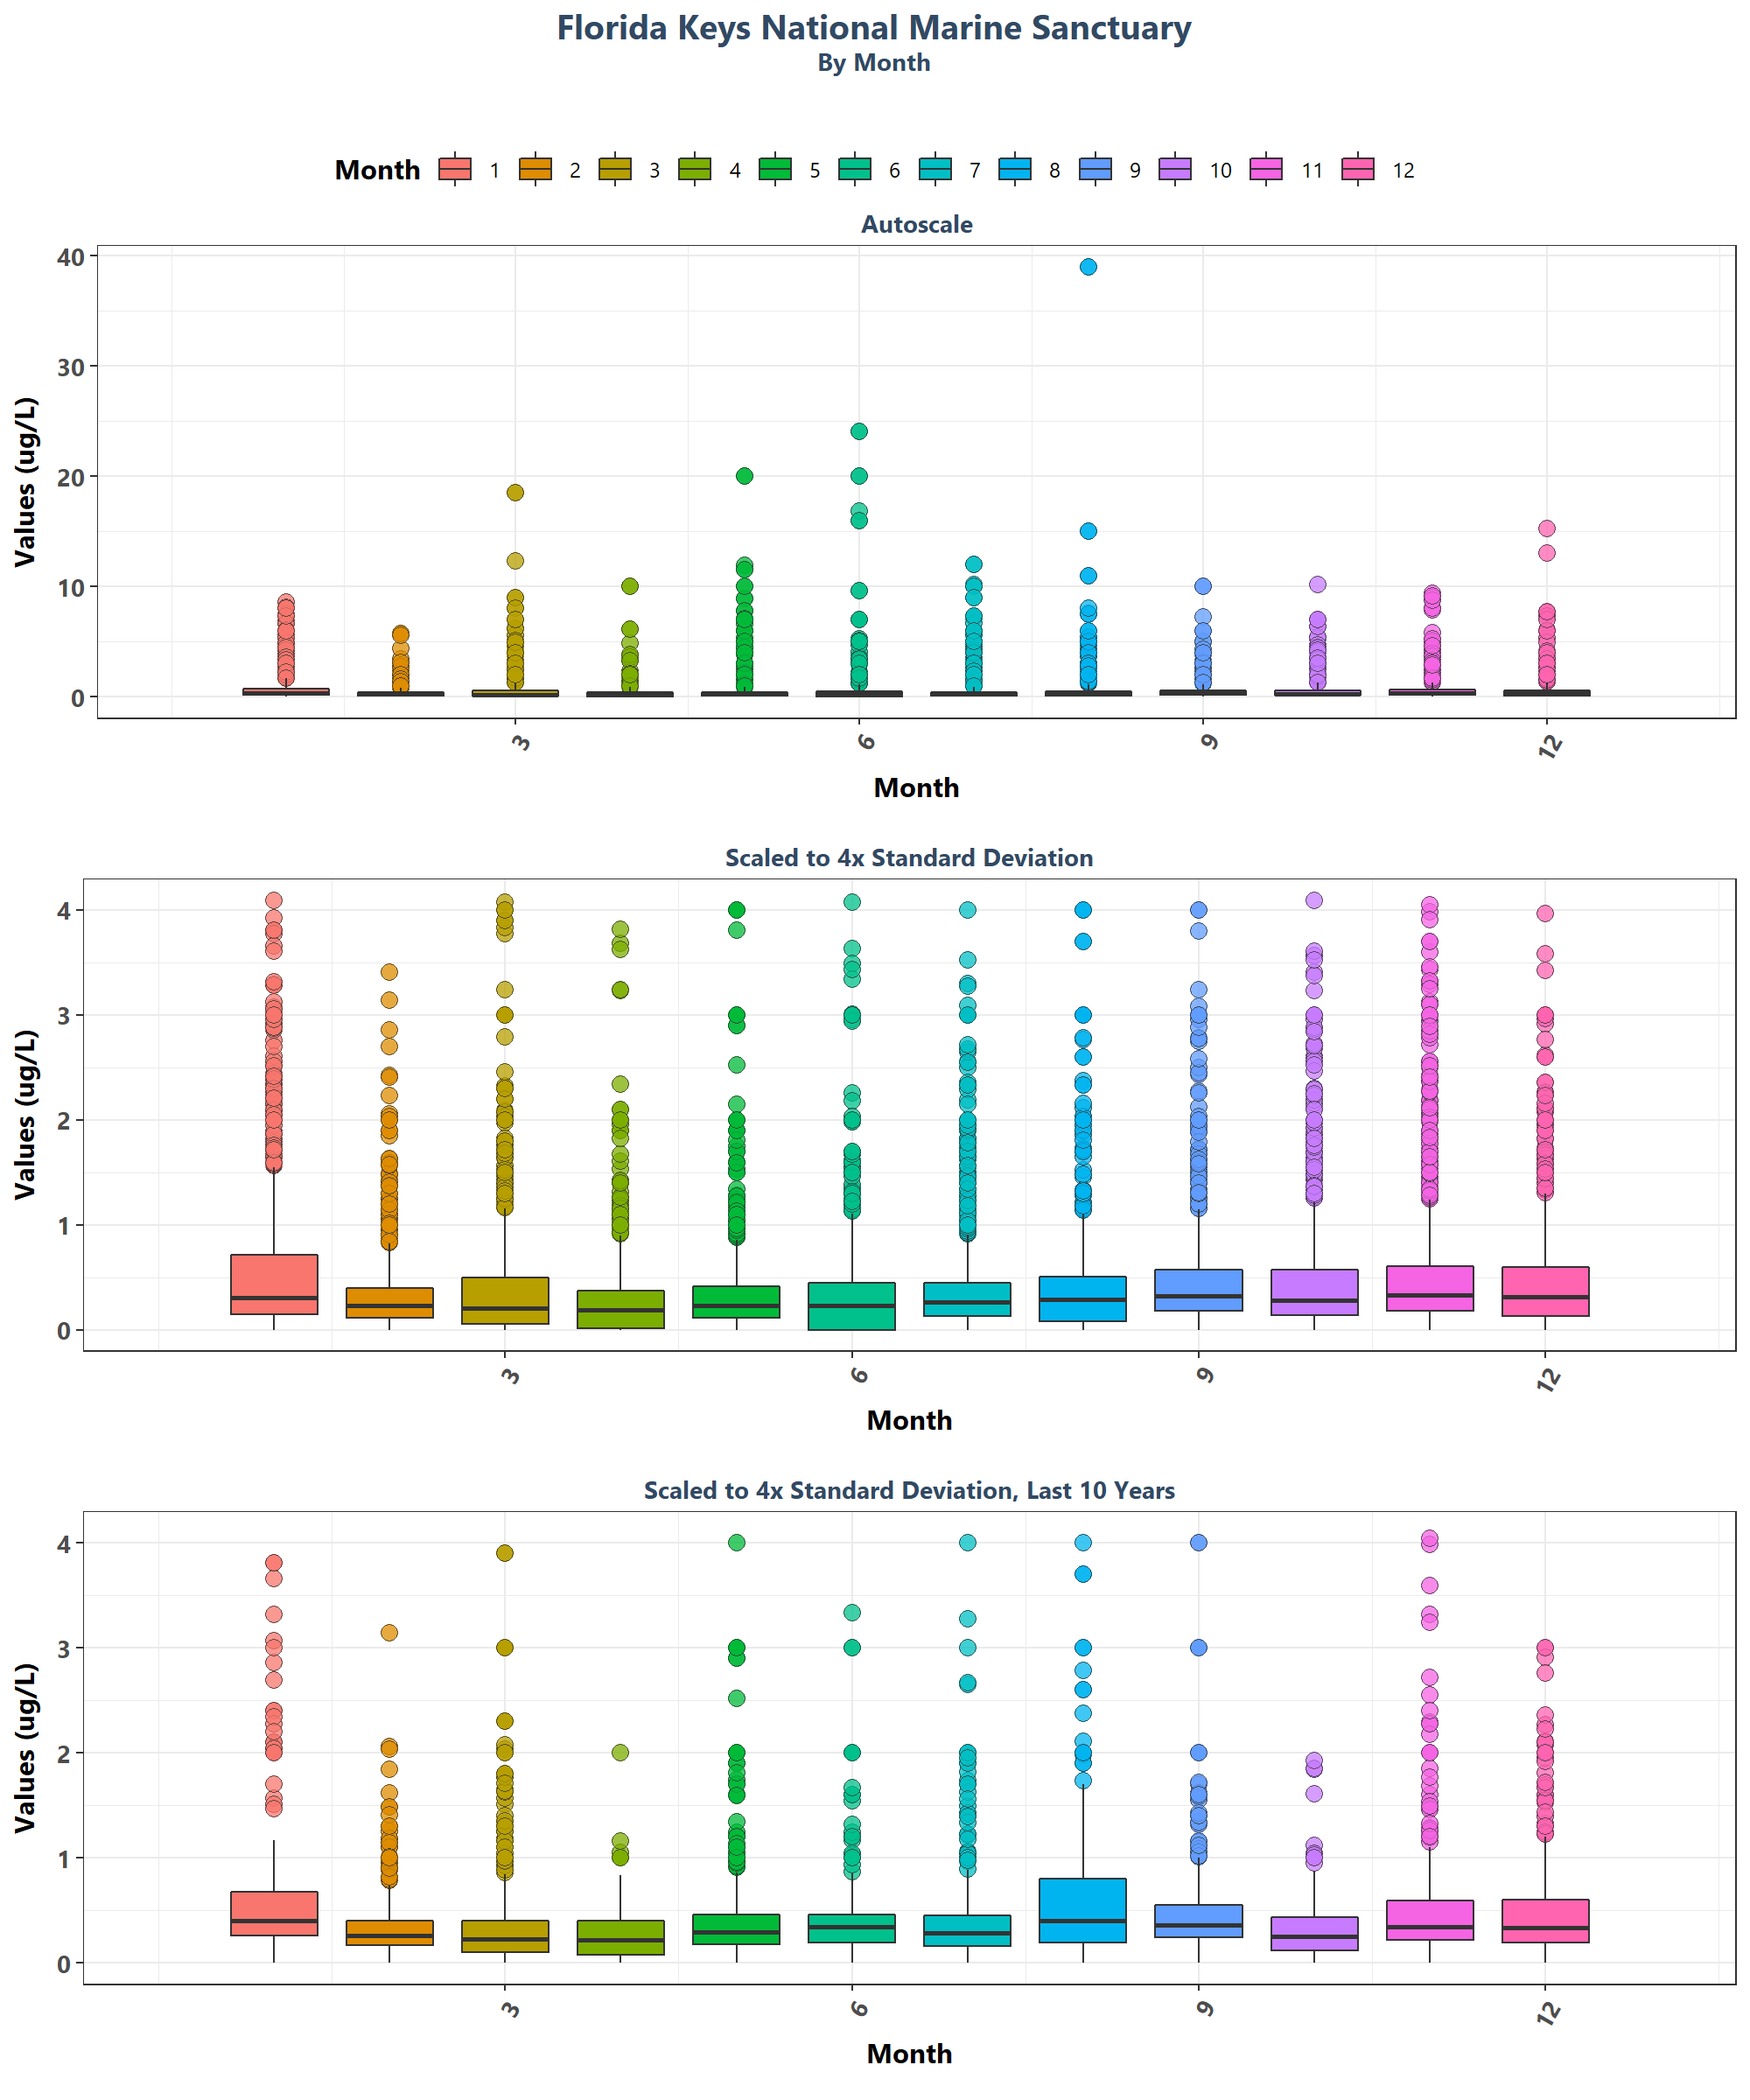 Florida Keys National Marine Sanctuary
By Month
Month 1 2 3 4 5 6 7 8 9 10 11 12
Autoscale
Values (ug/L)
40
30
20
10
0
3 6 9 12
Month
Scaled to 4x Standard Deviation
Values (ug/L)
4
3
2
1
0
3 6 9 12
Month
Scaled to 4x Standard Deviation, Last 10 Years
Values (ug/L)
4
3
2
1
0
3 6 9 12
Month